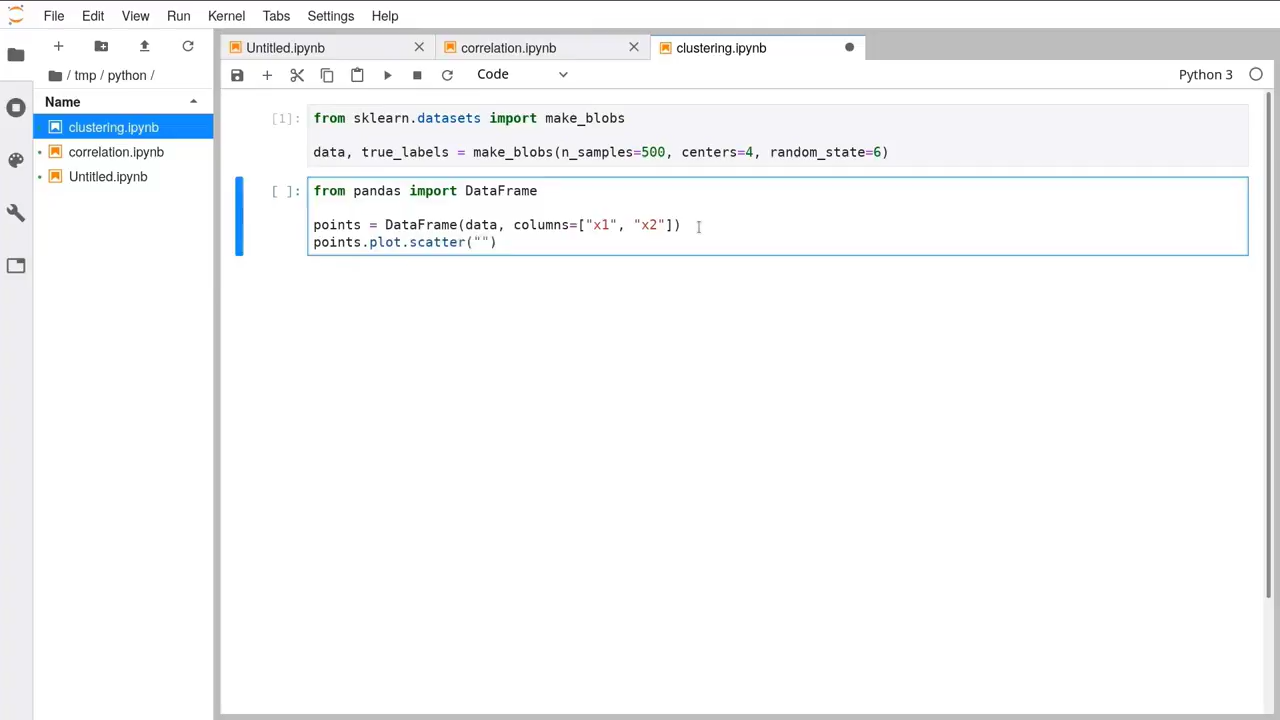 File Edit View Run Kernel Tabs Settings Help
Untitled.ipynb correlation.ipynb clustering.ipynb
Code Python 3
/ tmp / python /
Name
clustering.ipynb
correlation.ipynb
Untitled.ipynb
[1]: from sklearn.datasets import make_blobs
data, true_labels = make_blobs(n_samples=500, centers=4, random_state=6)
[ ]: from pandas import DataFrame
points = DataFrame(data, columns=["x1", "x2"])
points.plot.scatter("")